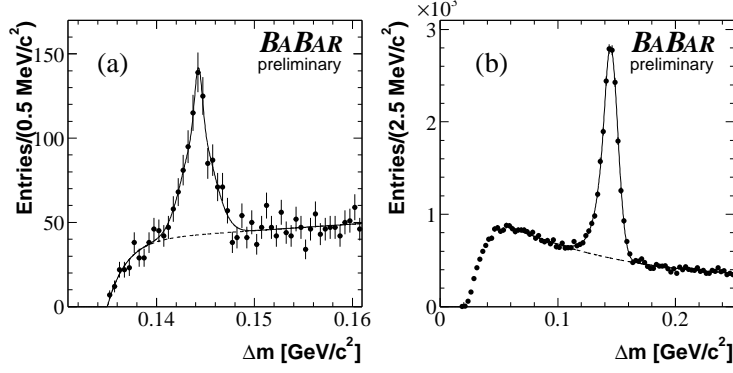 Entries/(0.5 MeV/c²)
150
100
50
0
(a)
BABAR
preliminary
0.14
0.15
0.16
Δm [GeV/c²]
×10³
Entries/(2.5 MeV/c²)
3
2
1
0
(b)
BABAR
preliminary
0
0.1
0.2
Δm [GeV/c²]